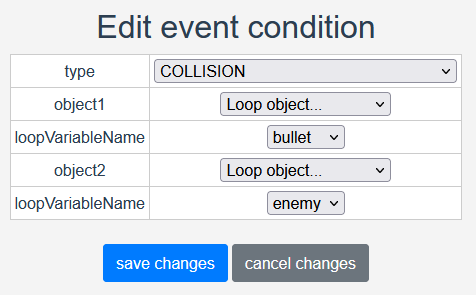 Edit event condition
type COLLISION
object1 Loop object...
loopVariableName bullet
object2 Loop object...
loopVariableName enemy
save changes cancel changes